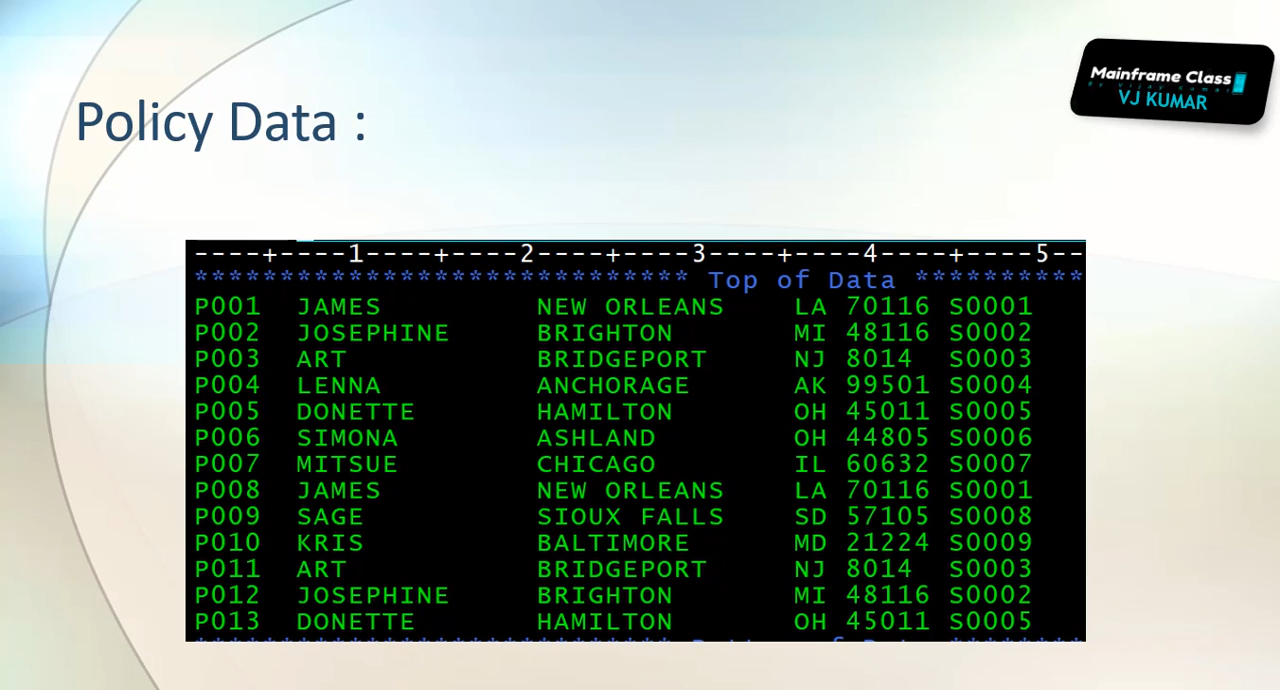 Mainframe Class
VJ KUMAR
Policy Data :
----+----1----+----2----+----3----+----4----+----5--
***************************** Top of Data **********
P001  JAMES         NEW ORLEANS    LA 70116 S0001
P002  JOSEPHINE     BRIGHTON       MI 48116 S0002
P003  ART           BRIDGEPORT     NJ 8014  S0003
P004  LENNA         ANCHORAGE      AK 99501 S0004
P005  DONETTE       HAMILTON       OH 45011 S0005
P006  SIMONA        ASHLAND        OH 44805 S0006
P007  MITSUE        CHICAGO        IL 60632 S0007
P008  JAMES         NEW ORLEANS    LA 70116 S0001
P009  SAGE          SIOUX FALLS    SD 57105 S0008
P010  KRIS          BALTIMORE      MD 21224 S0009
P011  ART           BRIDGEPORT     NJ 8014  S0003
P012  JOSEPHINE     BRIGHTON       MI 48116 S0002
P013  DONETTE       HAMILTON       OH 45011 S0005